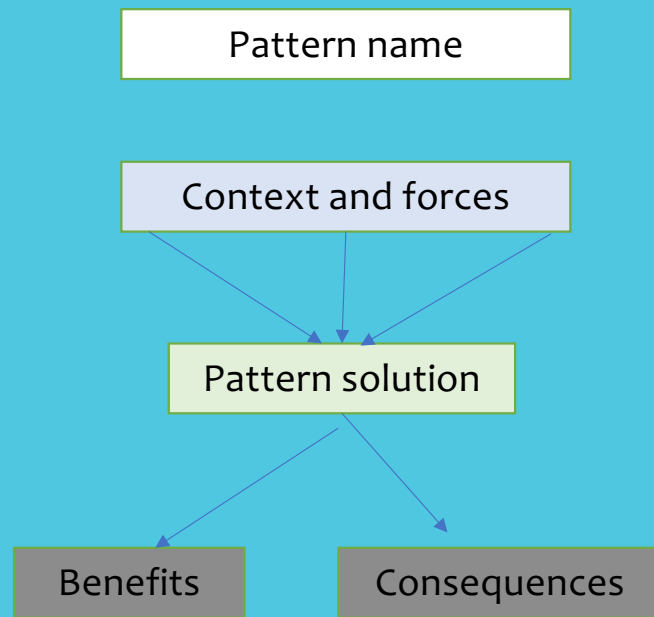 Pattern name
Context and forces
Pattern solution
Benefits
Consequences